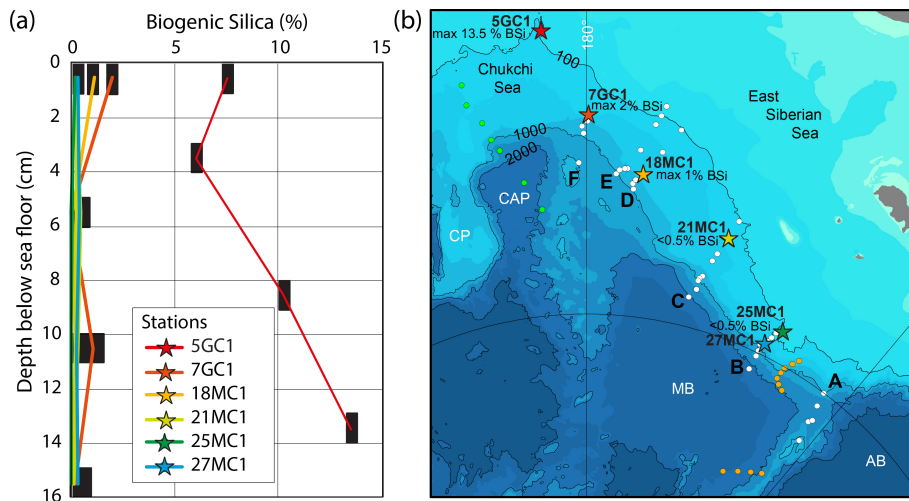 (a)
Biogenic Silica (%)
0
5
10
15
Depth below sea floor (cm)
0
2
4
6
8
10
12
14
16
Stations
5GC1
7GC1
18MC1
21MC1
25MC1
27MC1
(b)
5GC1
max 13.5 % BSi
180°
100
Chukchi
Sea
East
Siberian
Sea
7GC1
max 2% BSi
1000
2000
18MC1
max 1% BSi
F
E
D
CAP
CP
21MC1
<0.5% BSi
C
25MC1
<0.5% BSi
27MC1
B
A
MB
AB